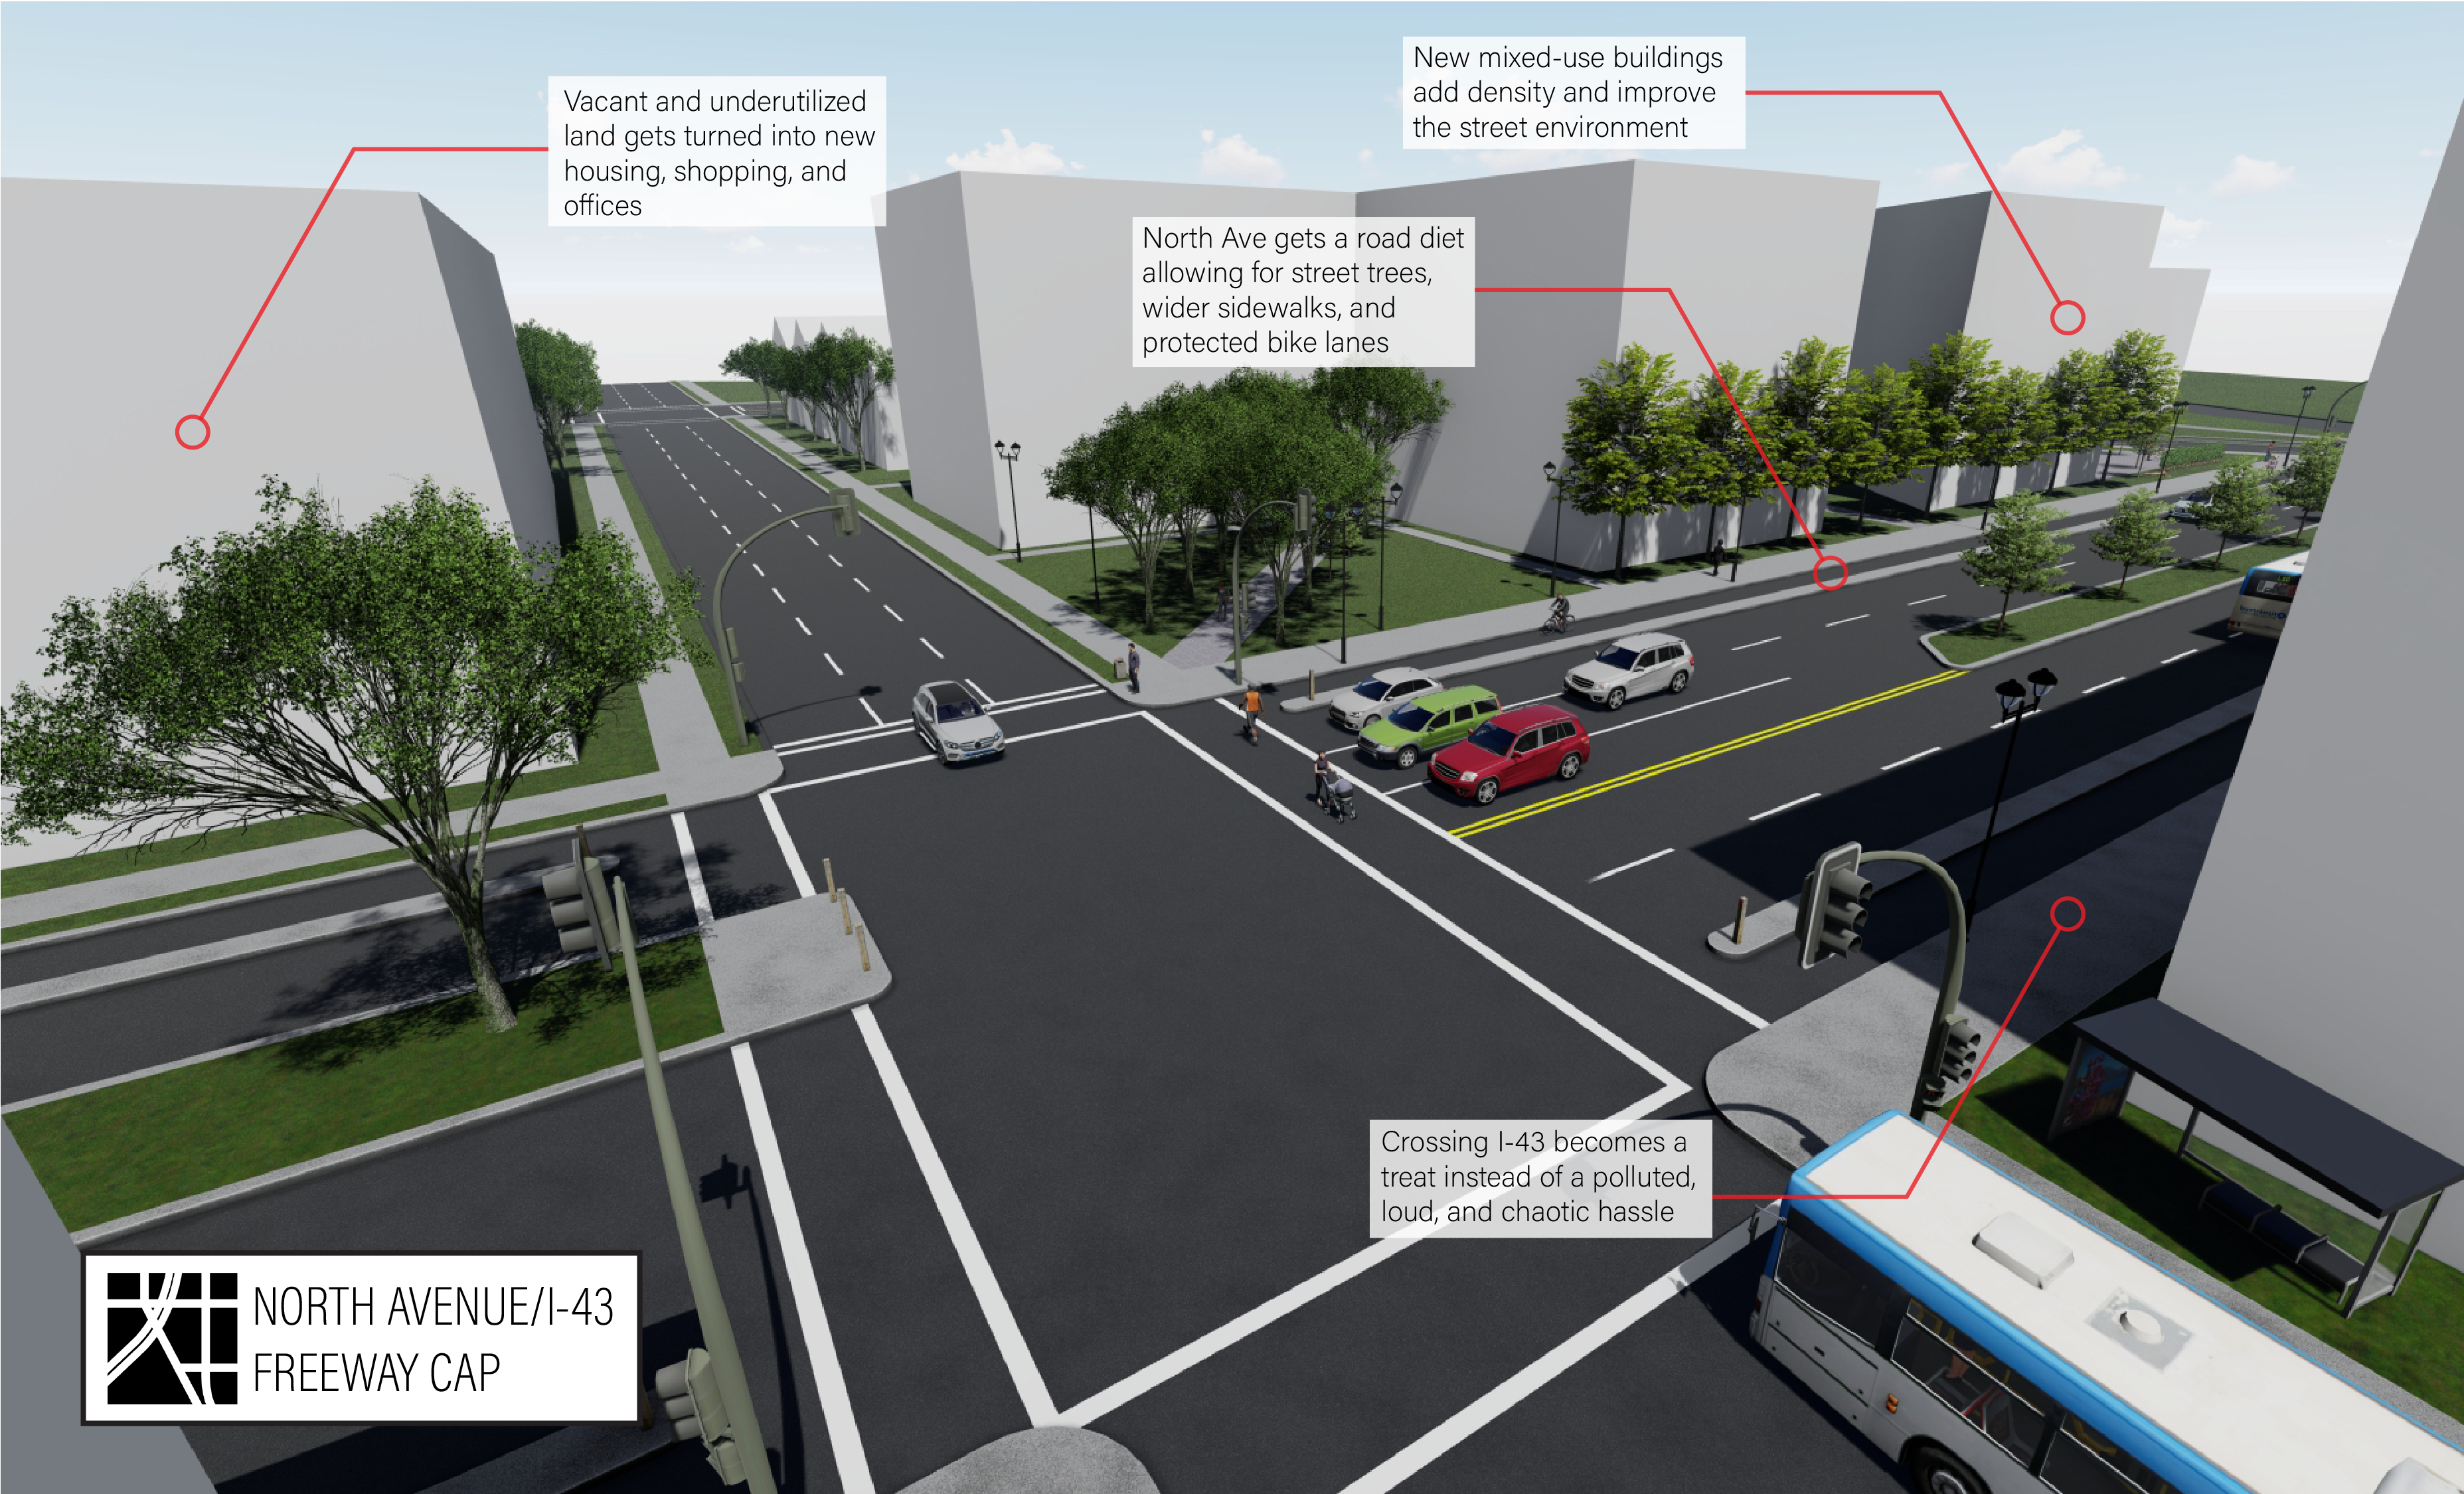 New mixed-use buildings
add density and improve
the street environment
Vacant and underutilized
land gets turned into new
housing, shopping, and
offices
North Ave gets a road diet
allowing for street trees,
wider sidewalks, and
protected bike lanes
Crossing I-43 becomes a
treat instead of a polluted,
loud, and chaotic hassle
NORTH AVENUE/I-43
FREEWAY CAP